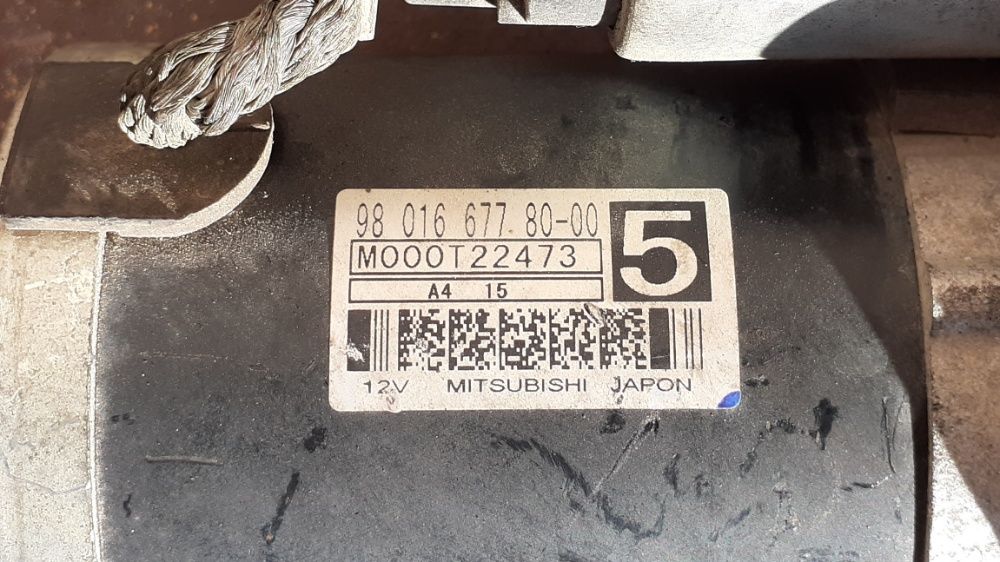 98 016 677 80-00
5
M000T22473
A4 15
12V MITSUBISHI JAPON